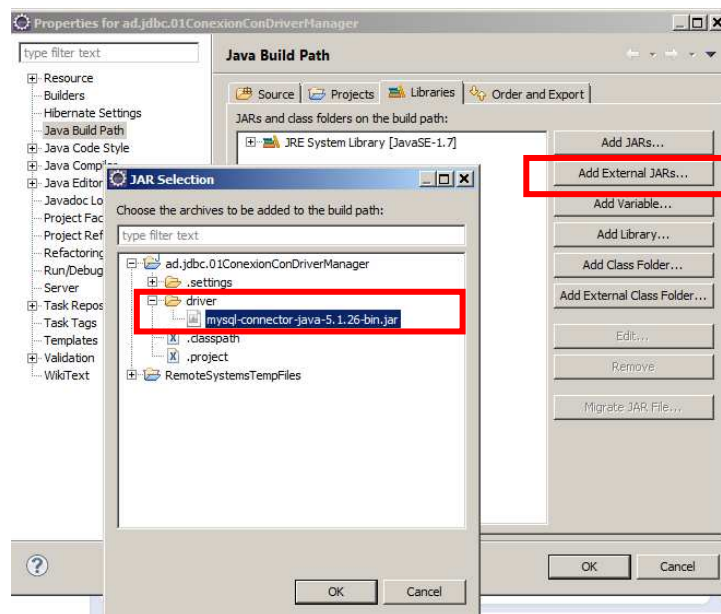 Properties for ad.jdbc.01ConexionConDriverManager
type filter text
Resource
Builders
Hibernate Settings
Java Build Path
Java Code Style
Java Compiler
Java Editor
Javadoc Lo
Project Fac
Project Ref
Refactoring
Run/Debug
Server
Task Repos
Task Tags
Templates
Validation
WikiText
Java Build Path
Source
Projects
Libraries
Order and Export
JARs and class folders on the build path:
JRE System Library [JavaSE-1.7]
Add JARs...
Add External JARs...
Add Variable...
Add Library...
Add Class Folder...
Add External Class Folder...
Edit...
Remove
Migrate JAR File...
OK
Cancel
JAR Selection
Choose the archives to be added to the build path:
type filter text
ad.jdbc.01ConexionConDriverManager
.settings
driver
mysql-connector-java-5.1.26-bin.jar
.classpath
.project
RemoteSystemsTempFiles
OK
Cancel